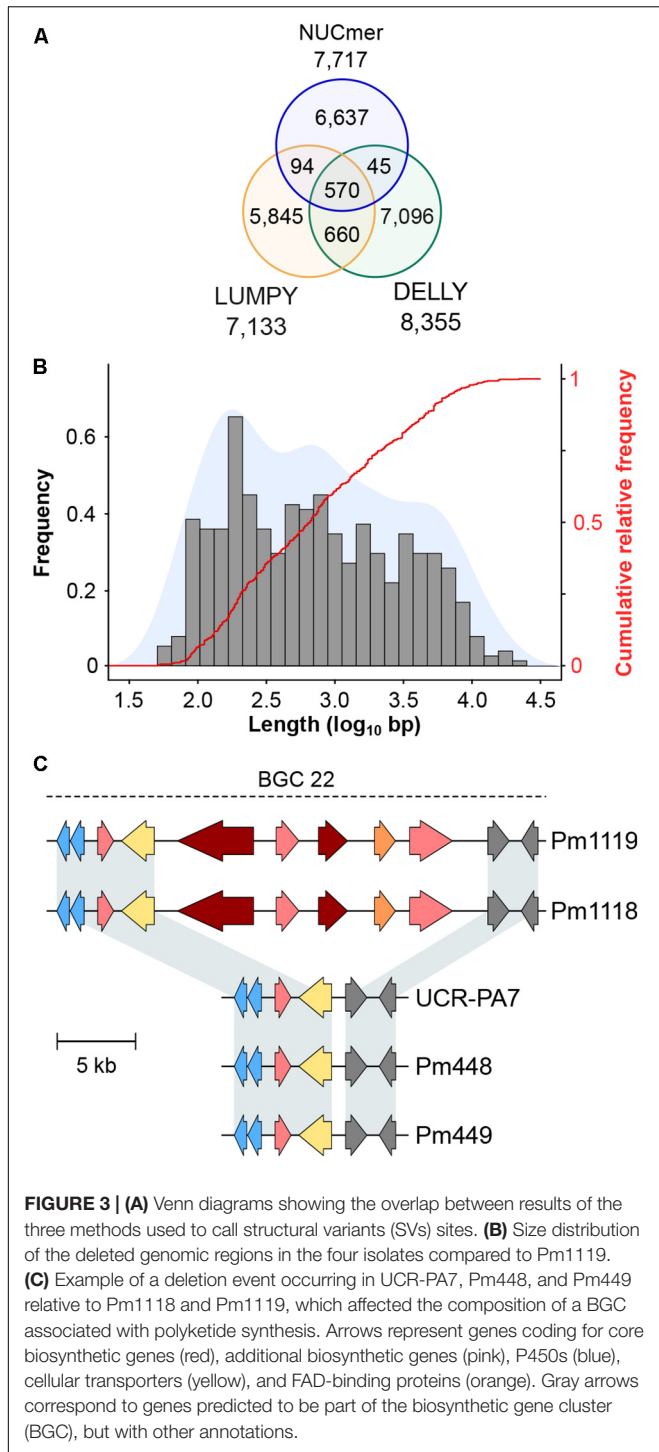 A
NUCmer
7,717
6,637
94
45
570
5,845
7,096
660
LUMPY
7,133
DELLY
8,355
B
Frequency
0.6
0.4
0.2
0
1
0.5
0
Cumulative relative frequency
1.5 2.0 2.5 3.0 3.5 4.0 4.5
Length (log10 bp)
C
BGC 22
Pm1119
Pm1118
UCR-PA7
5 kb
Pm448
Pm449
FIGURE 3 | (A) Venn diagrams showing the overlap between results of the
three methods used to call structural variants (SVs) sites. (B) Size distribution
of the deleted genomic regions in the four isolates compared to Pm1119.
(C) Example of a deletion event occurring in UCR-PA7, Pm448, and Pm449
relative to Pm1118 and Pm1119, which affected the composition of a BGC
associated with polyketide synthesis. Arrows represent genes coding for core
biosynthetic genes (red), additional biosynthetic genes (pink), P450s (blue),
cellular transporters (yellow), and FAD-binding proteins (orange). Gray arrows
correspond to genes predicted to be part of the biosynthetic gene cluster
(BGC), but with other annotations.